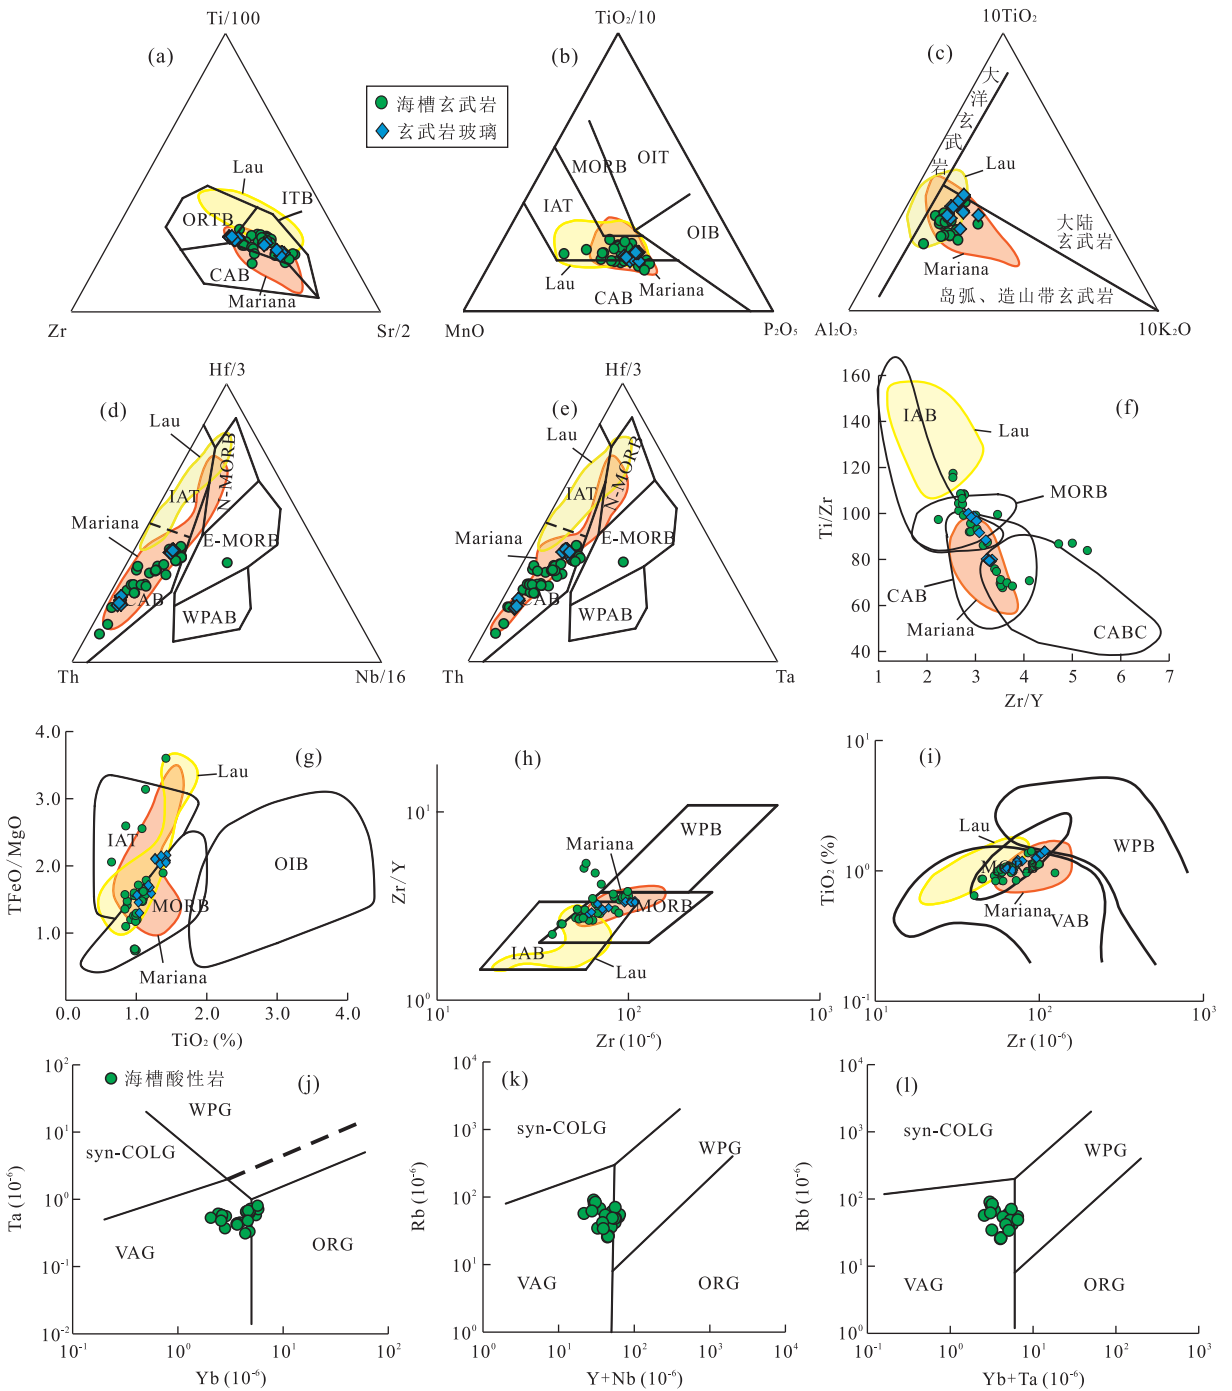 Ti/100
(a)
Lau
ITB
ORTB
CAB
Mariana
Zr
Sr/2
海槽玄武岩
玄武岩玻璃
TiO₂/10
(b)
MORB
OIT
IAT
OIB
Lau
CAB
Mariana
MnO
P₂O₅
10TiO₂
(c)
大洋玄武岩
Lau
大陆
玄武岩
Mariana
岛弧、造山带玄武岩
Al₂O₃
10K₂O
Hf/3
(d)
Lau
N-MORB
IAT
Mariana
E-MORB
CAB
WPAB
Th
Nb/16
Hf/3
(e)
Lau
N-MORB
IAT
Mariana
E-MORB
CAB
WPAB
Th
Ta
160
140
120
100
80
60
40
Ti/Zr
(f)
IAB
Lau
MORB
CAB
Mariana
CABC
1 2 3 4 5 6 7
Zr/Y
4.0
3.0
2.0
1.0
TFeO/MgO
(g)
Lau
IAT
OIB
MORB
Mariana
0.0 1.0 2.0 3.0 4.0
TiO₂ (%)
(h)
10¹
10⁰
Zr/Y
WPB
Mariana
MORB
IAB
Lau
10¹ 10² 10³
Zr (10⁻⁶)
(i)
10¹
10⁰
10⁻¹
TiO₂ (%)
Lau
WPB
MORB
Mariana
VAB
10¹ 10² 10³
Zr (10⁻⁶)
10²
10¹
10⁰
10⁻¹
10⁻²
Ta (10⁻⁶)
海槽酸性岩
(j)
WPG
syn-COLG
VAG
ORG
10⁻¹ 10⁰ 10¹ 10²
Yb (10⁻⁶)
10⁴
10³
10²
10¹
10⁰
Rb (10⁻⁶)
(k)
syn-COLG
WPG
VAG
ORG
10⁰ 10¹ 10² 10³ 10⁴
Y+Nb (10⁻⁶)
10⁴
10³
10²
10¹
10⁰
Rb (10⁻⁶)
(l)
syn-COLG
WPG
VAG
ORG
10⁻¹ 10⁰ 10¹ 10² 10³
Yb+Ta (10⁻⁶)